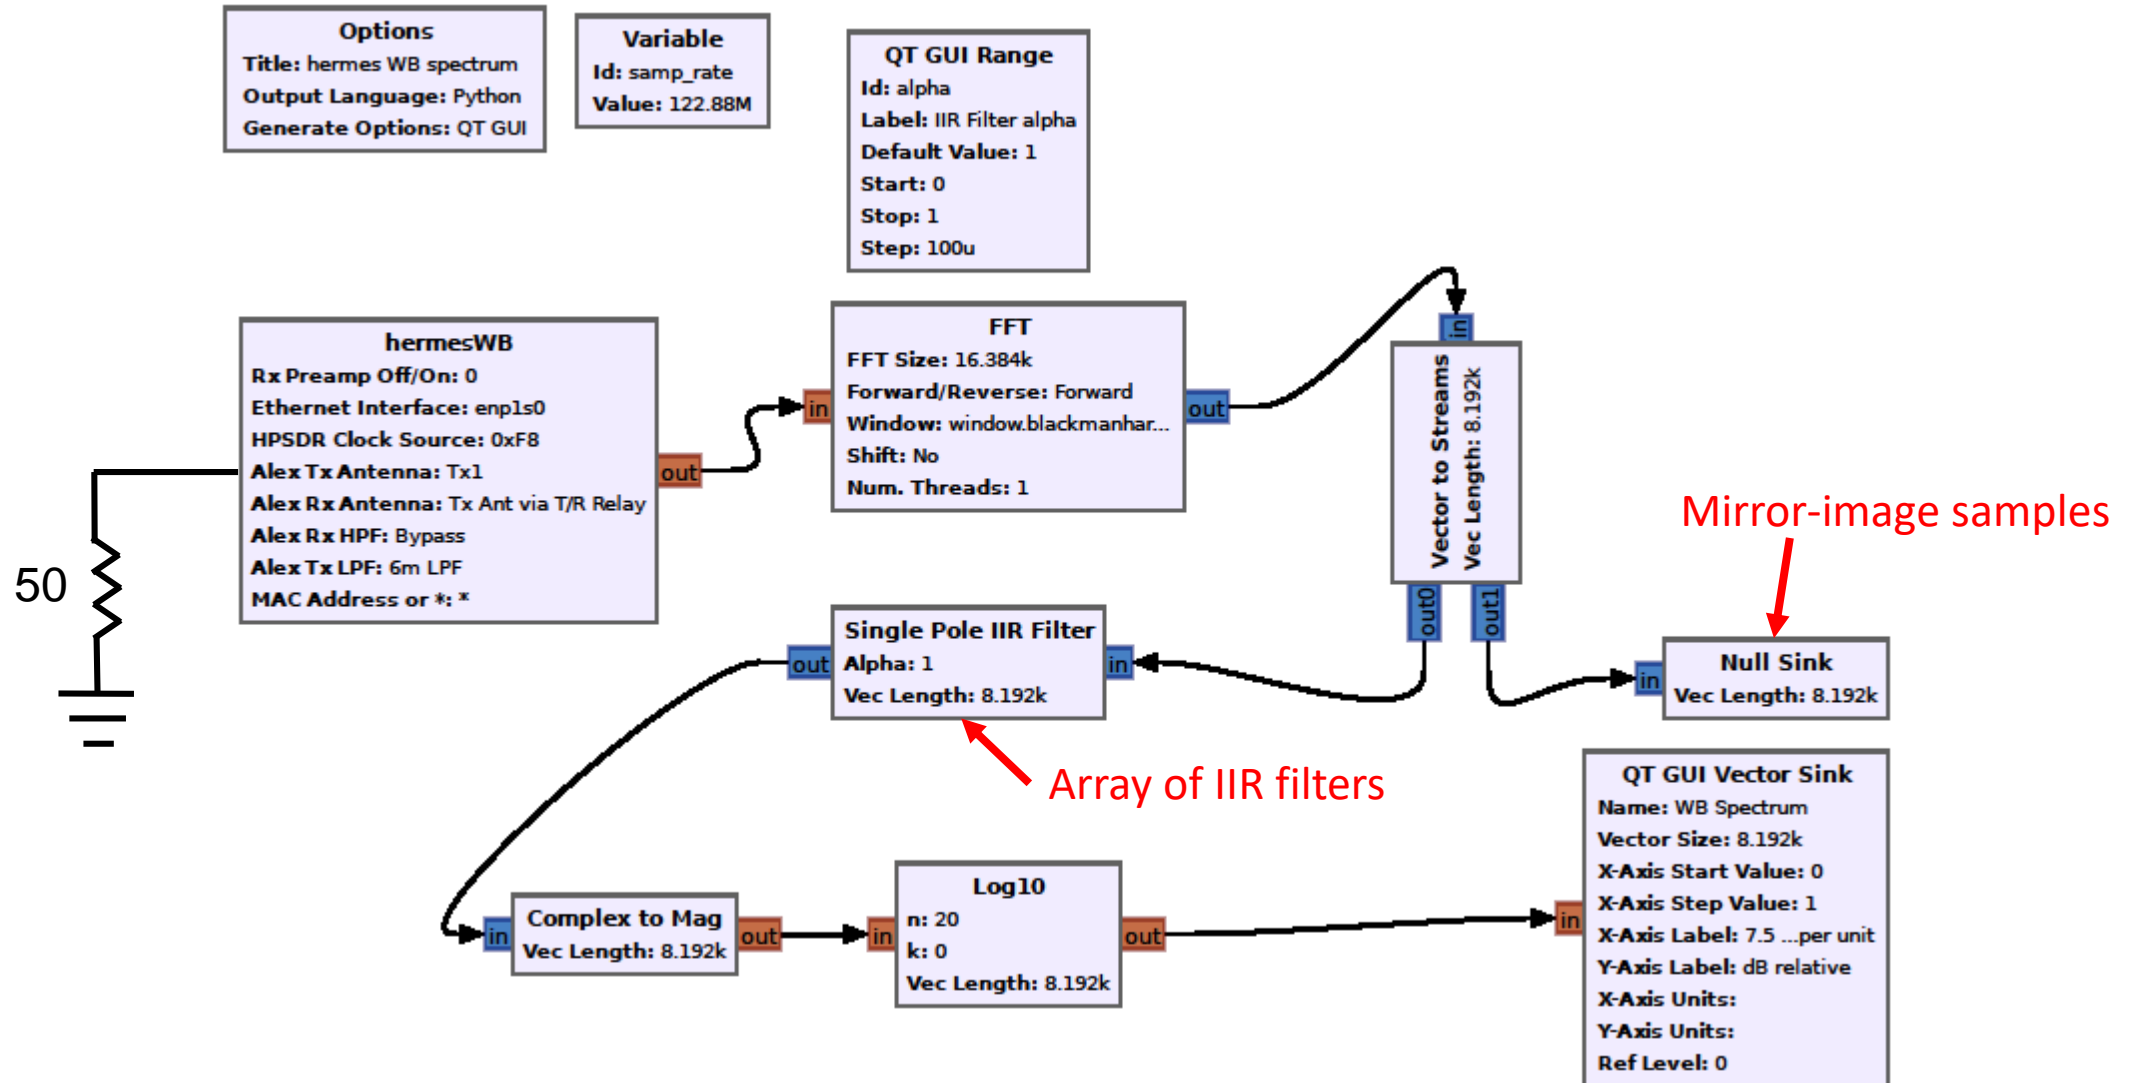 Options
Title: hermes WB spectrum
Output Language: Python
Generate Options: QT GUI
Variable
Id: samp_rate
Value: 122.88M
QT GUI Range
Id: alpha
Label: IIR Filter alpha
Default Value: 1
Start: 0
Stop: 1
Step: 100u
hermesWB
Rx Preamp Off/On: 0
Ethernet Interface: enp1s0
HPSDR Clock Source: 0xF8
Alex Tx Antenna: Tx1
Alex Rx Antenna: Tx Ant via T/R Relay
Alex Rx HPF: Bypass
Alex Tx LPF: 6m LPF
MAC Address or *: *
out
50
in
FFT
FFT Size: 16.384k
Forward/Reverse: Forward
Window: window.blackmanhar...
Shift: No
Num. Threads: 1
out
in
Vector to Streams
Vec Length: 8.192k
out0
out1
Mirror-image samples
in
Null Sink
Vec Length: 8.192k
out
Single Pole IIR Filter
Alpha: 1
Vec Length: 8.192k
in
Array of IIR filters
in
Complex to Mag
Vec Length: 8.192k
out
in
Log10
n: 20
k: 0
Vec Length: 8.192k
out
in
QT GUI Vector Sink
Name: WB Spectrum
Vector Size: 8.192k
X-Axis Start Value: 0
X-Axis Step Value: 1
X-Axis Label: 7.5 ...per unit
Y-Axis Label: dB relative
X-Axis Units:
Y-Axis Units:
Ref Level: 0